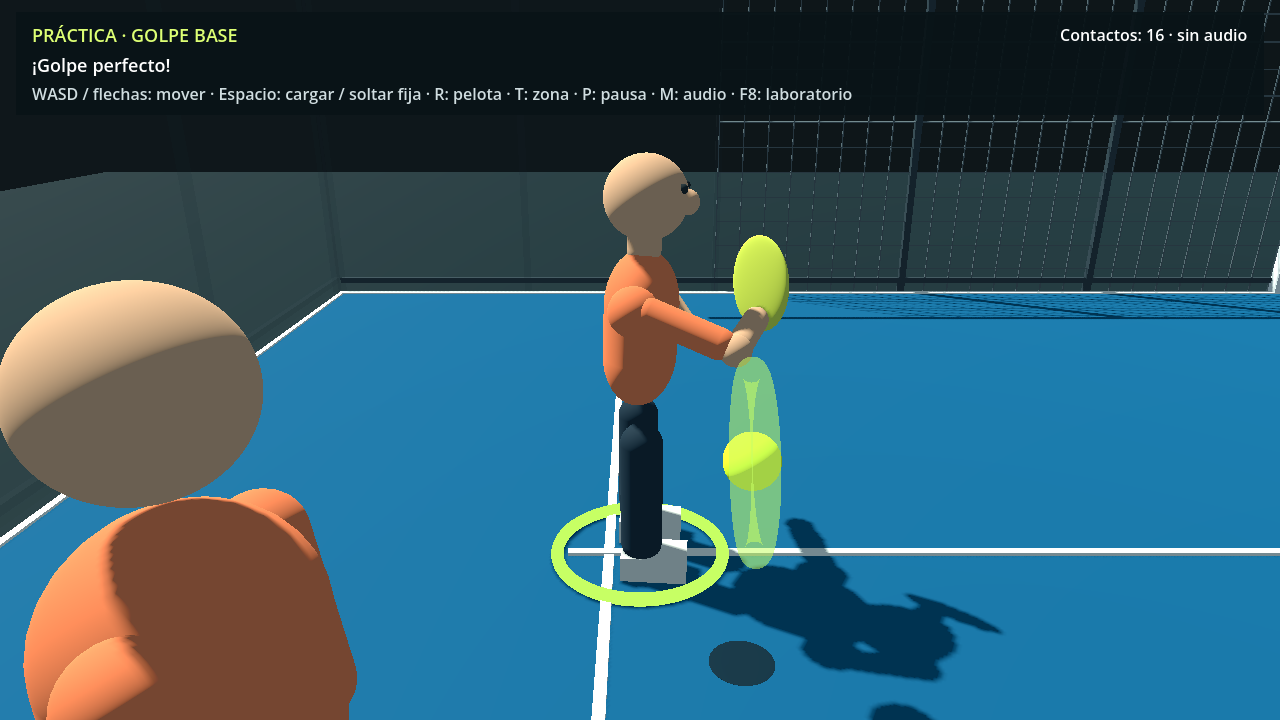 PRÁCTICA · GOLPE BASE
Contactos: 16 · sin audio
¡Golpe perfecto!
WASD / flechas: mover · Espacio: cargar / soltar fija · R: pelota · T: zona · P: pausa · M: audio · F8: laboratorio